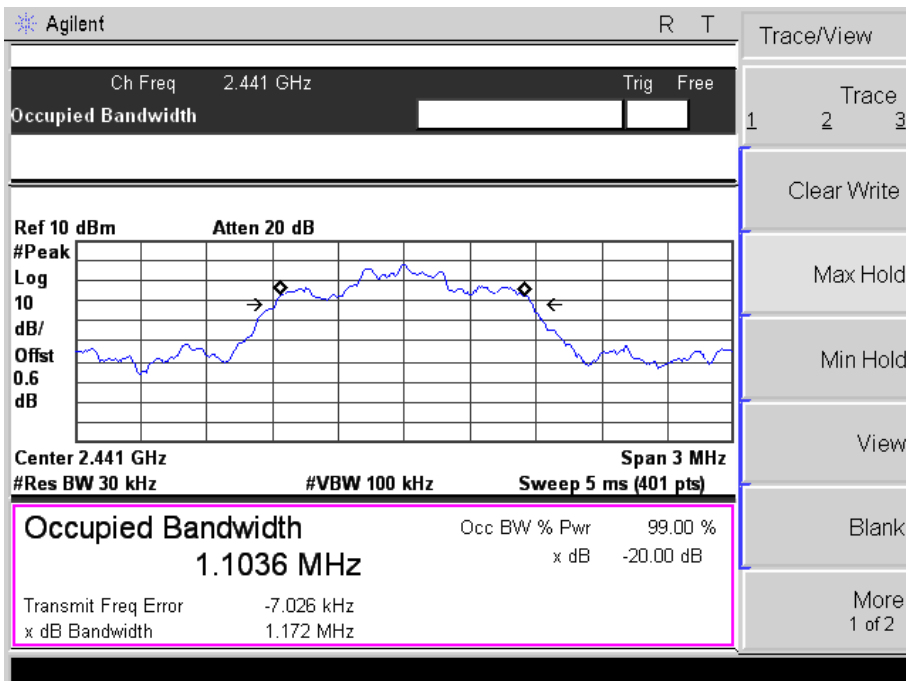 Agilent R T
Trace/View
Ch Freq 2.441 GHz Trig Free
Occupied Bandwidth
Trace
1 2 3
Clear Write
Max Hold
Min Hold
View
Blank
More
1 of 2
Ref 10 dBm Atten 20 dB
#Peak
Log
10
dB/
Offst
0.6
dB
Center 2.441 GHz Span 3 MHz
#Res BW 30 kHz #VBW 100 kHz Sweep 5 ms (401 pts)
Occupied Bandwidth Occ BW % Pwr 99.00 %
1.1036 MHz x dB -20.00 dB
Transmit Freq Error -7.026 kHz
x dB Bandwidth 1.172 MHz